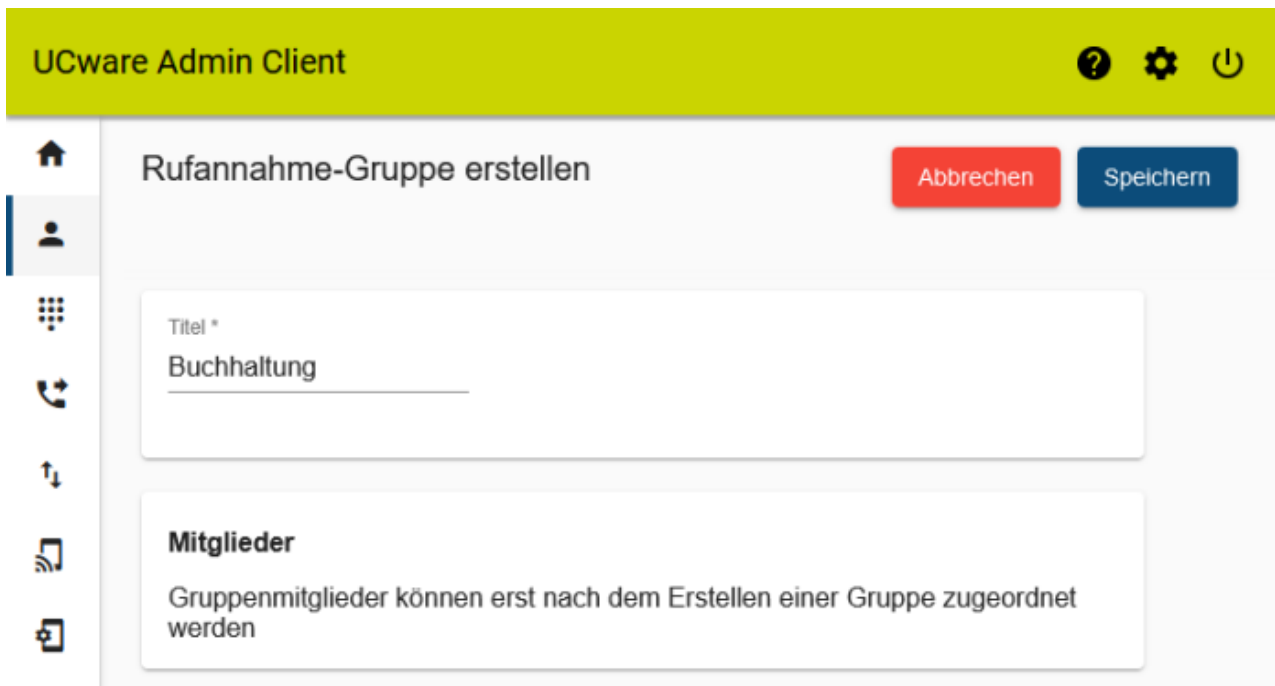 UCware Admin Client
Rufannahme-Gruppe erstellen
Abbrechen
Speichern
Titel *
Buchhaltung
Mitglieder
Gruppenmitglieder können erst nach dem Erstellen einer Gruppe zugeordnet
werden